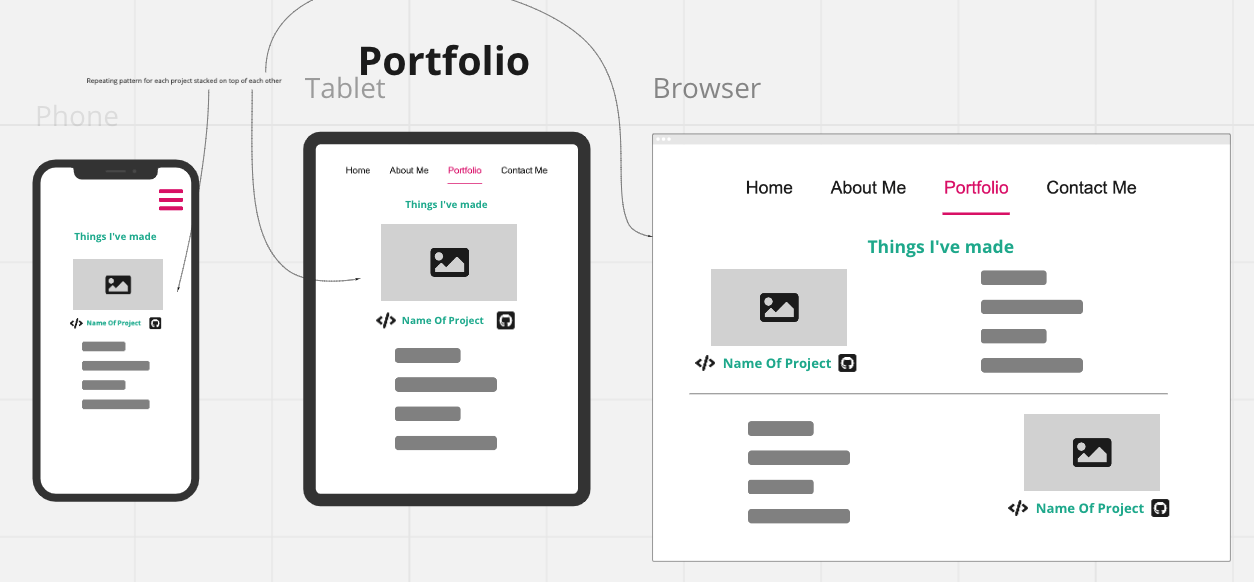 Portfolio
Repeating pattern for each project stacked on top of each other
Phone
Tablet
Browser
Things I've made
</> Name Of Project
Home About Me Portfolio Contact Me
Things I've made
</> Name Of Project
Home About Me Portfolio Contact Me
Things I've made
</> Name Of Project
</> Name Of Project